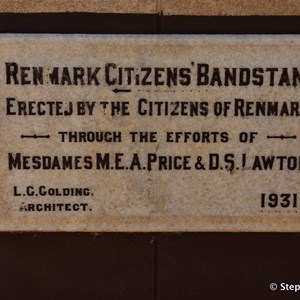 RENMARK CITIZENS' BANDSTAN
ERECTED BY THE CITIZENS OF RENMAR
THROUGH THE EFFORTS OF
MESDAMES M.E.A. PRICE & D.S. LAWTO
L.G. GOLDING.
ARCHITECT.
1931
© Step